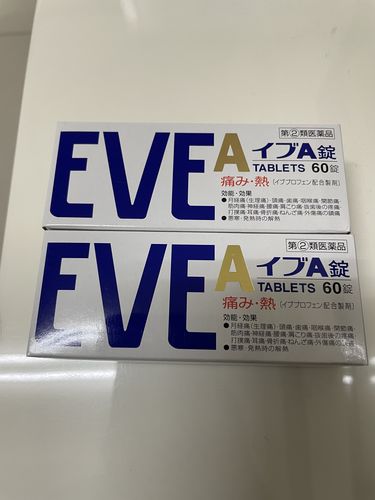 指定②類医薬品
EVE A イブA錠
TABLETS 60錠
痛み・熱 (イブプロフェン配合製剤)
効能・効果
●月経痛(生理痛)・頭痛・歯痛・咽喉痛・関節痛
筋肉痛・神経痛・腰痛・肩こり痛・抜歯後の疼痛
打撲痛・耳痛・骨折痛・ねんざ痛・外傷痛の鎮痛
●悪寒・発熱時の解熱
指②類医薬品
EVE A イブA錠
TABLETS 60錠
痛み・熱 (イブプロフェン配合製剤)
効能・効果
●月経痛(生理痛)・頭痛・歯痛・咽喉痛・関節痛
筋肉痛・神経痛・腰痛・肩こり痛・抜歯後の疼痛
打撲痛・耳痛・骨折痛・ねんざ痛・外傷痛の鎮痛
●悪寒・発熱時の解熱